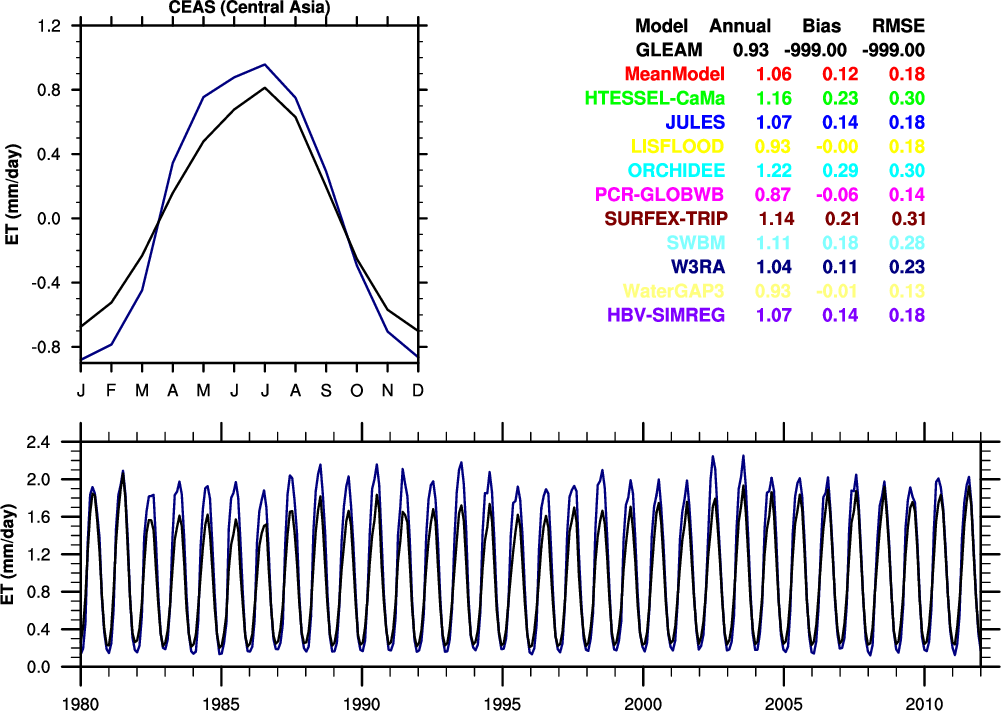 CEAS (Central Asia)
1.2
0.8
0.4
0.0
-0.4
-0.8
ET (mm/day)
J F M A M J J A S O N D
Model Annual Bias RMSE
GLEAM 0.93 -999.00 -999.00
MeanModel 1.06 0.12 0.18
HTESSEL-CaMa 1.16 0.23 0.30
JULES 1.07 0.14 0.18
LISFLOOD 0.93 -0.00 0.18
ORCHIDEE 1.22 0.29 0.30
PCR-GLOBWB 0.87 -0.06 0.14
SURFEX-TRIP 1.14 0.21 0.31
SWBM 1.11 0.18 0.28
W3RA 1.04 0.11 0.23
WaterGAP3 0.93 -0.01 0.13
HBV-SIMREG 1.07 0.14 0.18
2.4
2.0
1.6
1.2
0.8
0.4
0.0
ET (mm/day)
1980 1985 1990 1995 2000 2005 2010